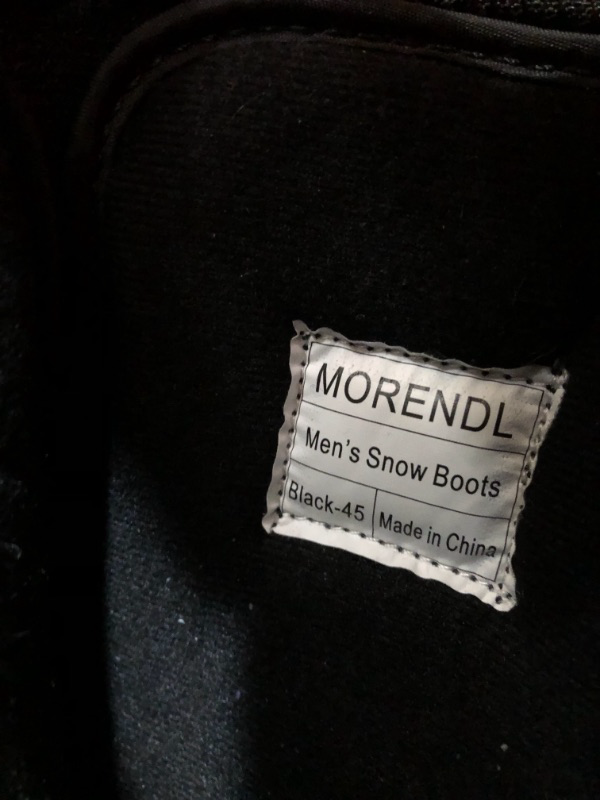 MORENDL
Men's Snow Boots
Black-45 Made in China